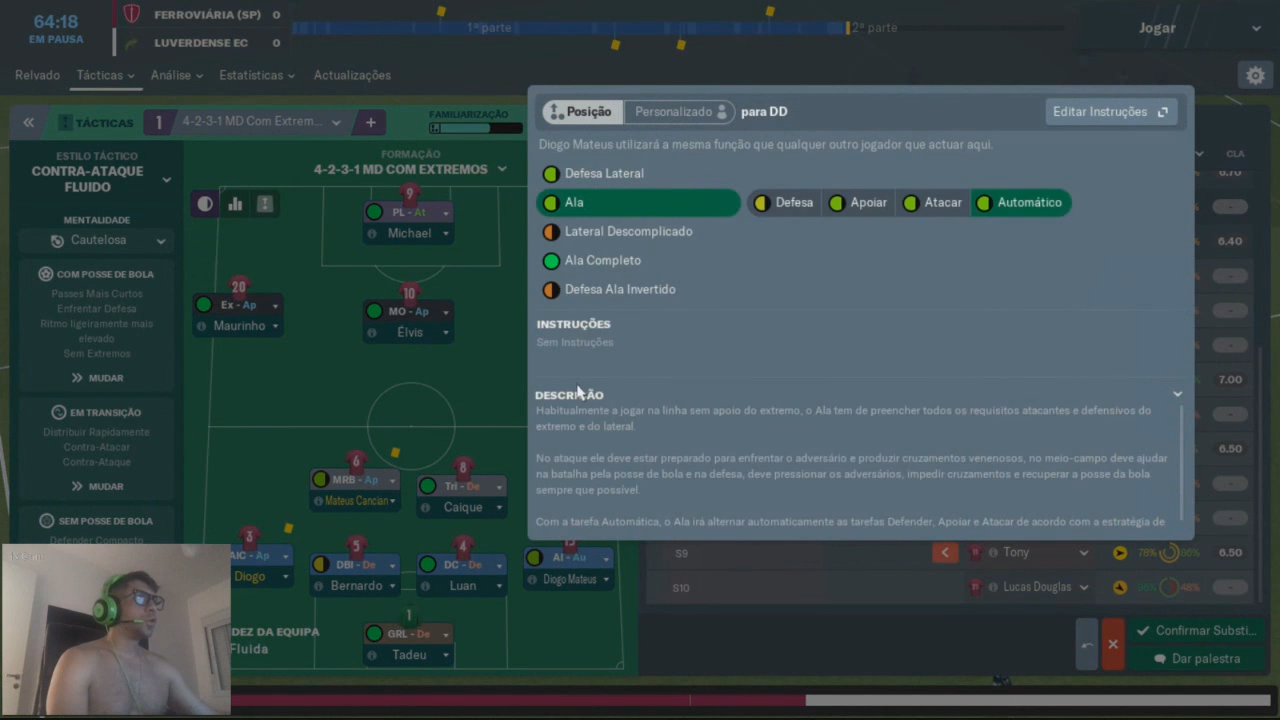 64:18
EM PAUSA
FERROVIÁRIA (SP) 0
LUVERDENSE EC 0
1ª parte
2ª parte
Jogar
Relvado
Tácticas
Análise
Estatísticas
Actualizações
TÁCTICAS
1
4-2-3-1 MD Com Extrem...
+
FAMILIARIZAÇÃO
ESTILO TÁCTICO
CONTRA-ATAQUE
FLUIDO
MENTALIDADE
Cautelosa
COM POSSE DE BOLA
Passes Mais Curtos
Enfrentar Defesa
Ritmo ligeiramente mais
elevado
Sem Extremos
MUDAR
EM TRANSIÇÃO
Distribuir Rapidamente
Contra-Atacar
Contra-Ataque
MUDAR
SEM POSSE DE BOLA
Defender Compacto
FORMAÇÃO
4-2-3-1 MD COM EXTREMOS
9
PL - At
Michael
20
Ex - Ap
Maurinho
10
MO - Ap
Élvis
6
MRB - Ap
Mateus Cancian
8
Tri - De
Caique
3
AIC - Ap
Diogo
5
DBI - De
Bernardo
4
DC - De
Luan
Al - Au
Diogo Mateus
1
GRL - De
Tadeu
DEZ DA EQUIPA
Fluida
Posição
Personalizado
para DD
Editar Instruções
Diogo Mateus utilizará a mesma função que qualquer outro jogador que actuar aqui.
Defesa Lateral
Ala
Defesa
Apoiar
Atacar
Automático
Lateral Descomplicado
Ala Completo
Defesa Ala Invertido
INSTRUÇÕES
Sem Instruções
DESCRIÇÃO
Habitualmente a jogar na linha sem apoio do extremo, o Ala tem de preencher todos os requisitos atacantes e defensivos do
extremo e do lateral.
No ataque ele deve estar preparado para enfrentar o adversário e produzir cruzamentos venenosos, no meio-campo deve ajudar
na batalha pela posse de bola e na defesa, deve pressionar os adversários, impedir cruzamentos e recuperar a posse da bola
sempre que possível.
Com a tarefa Automática, o Ala irá alternar automaticamente as tarefas Defender, Apoiar e Atacar de acordo com a estratégia de
CLA
6.70
6.40
7.00
6.50
S9
Tony
78%
86%
6.50
S10
Lucas Douglas
48%
Confirmar Substi...
Dar palestra